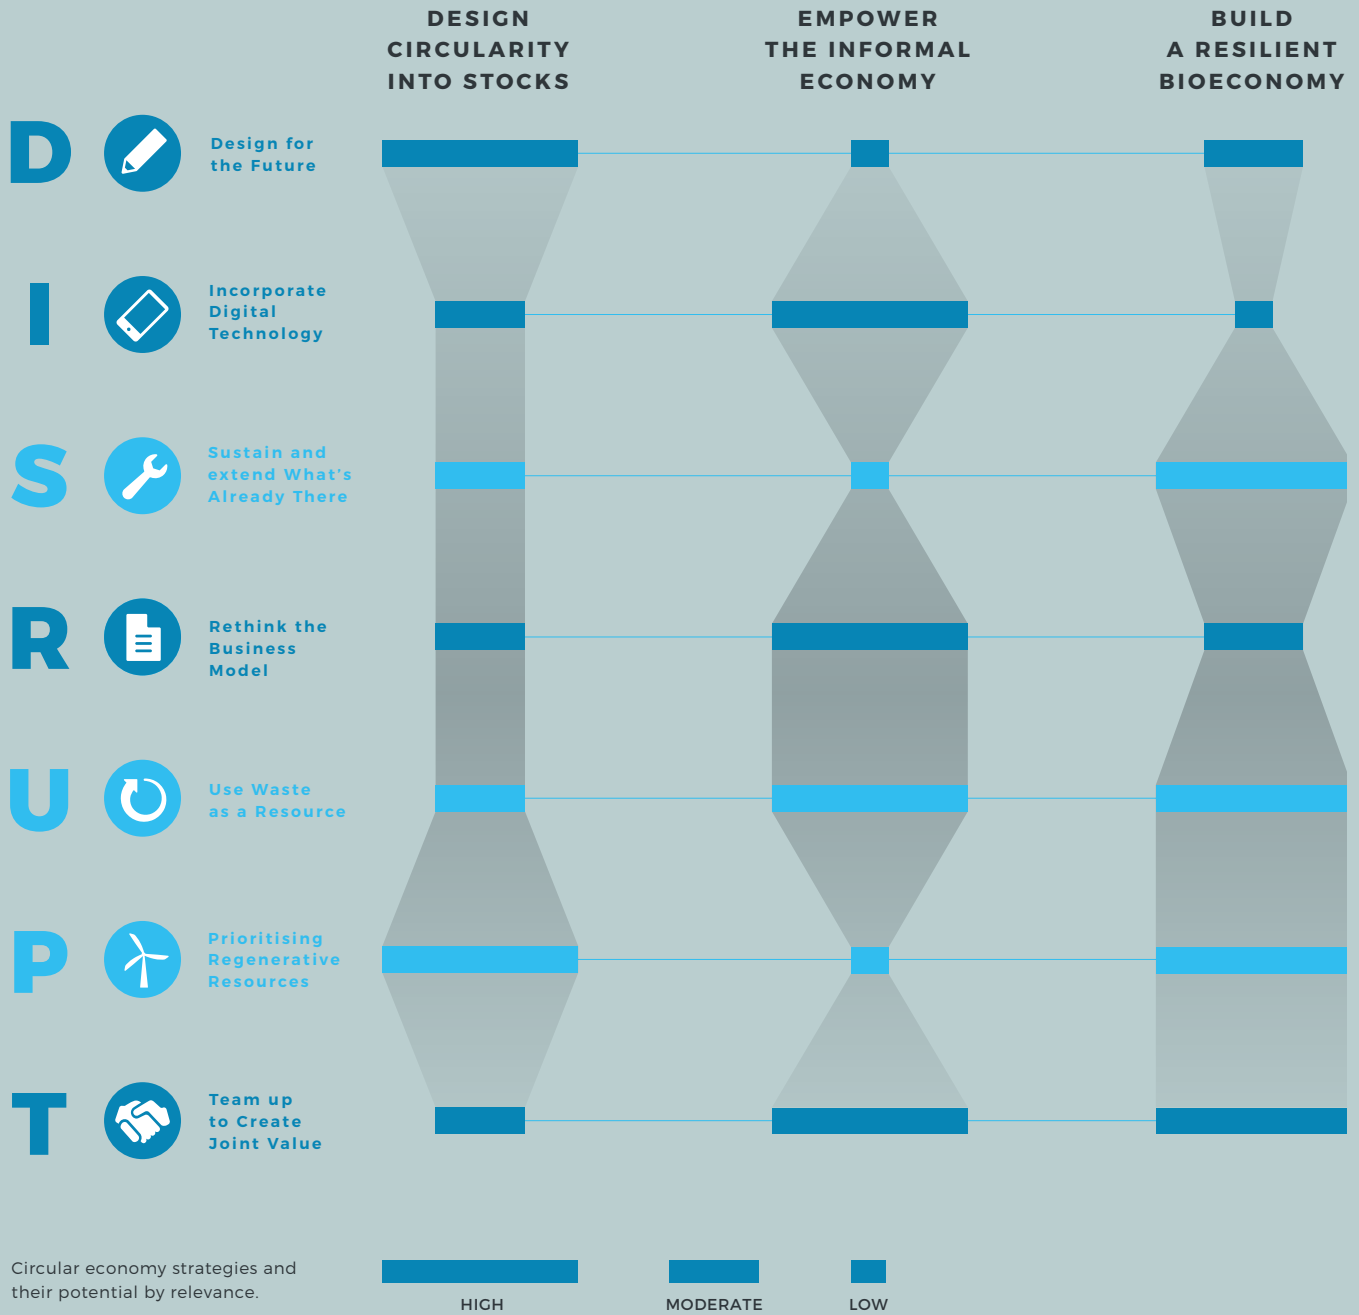 DESIGN
CIRCULARITY
INTO STOCKS
EMPOWER
THE INFORMAL
ECONOMY
BUILD
A RESILIENT
BIOECONOMY
D
Design for
the Future
I
Incorporate
Digital
Technology
S
Sustain and
extend What's
Already There
R
Rethink the
Business
Model
U
Use Waste
as a Resource
P
Prioritising
Regenerative
Resources
T
Team up
to Create
Joint Value
Circular economy strategies and
their potential by relevance.
HIGH
MODERATE
LOW